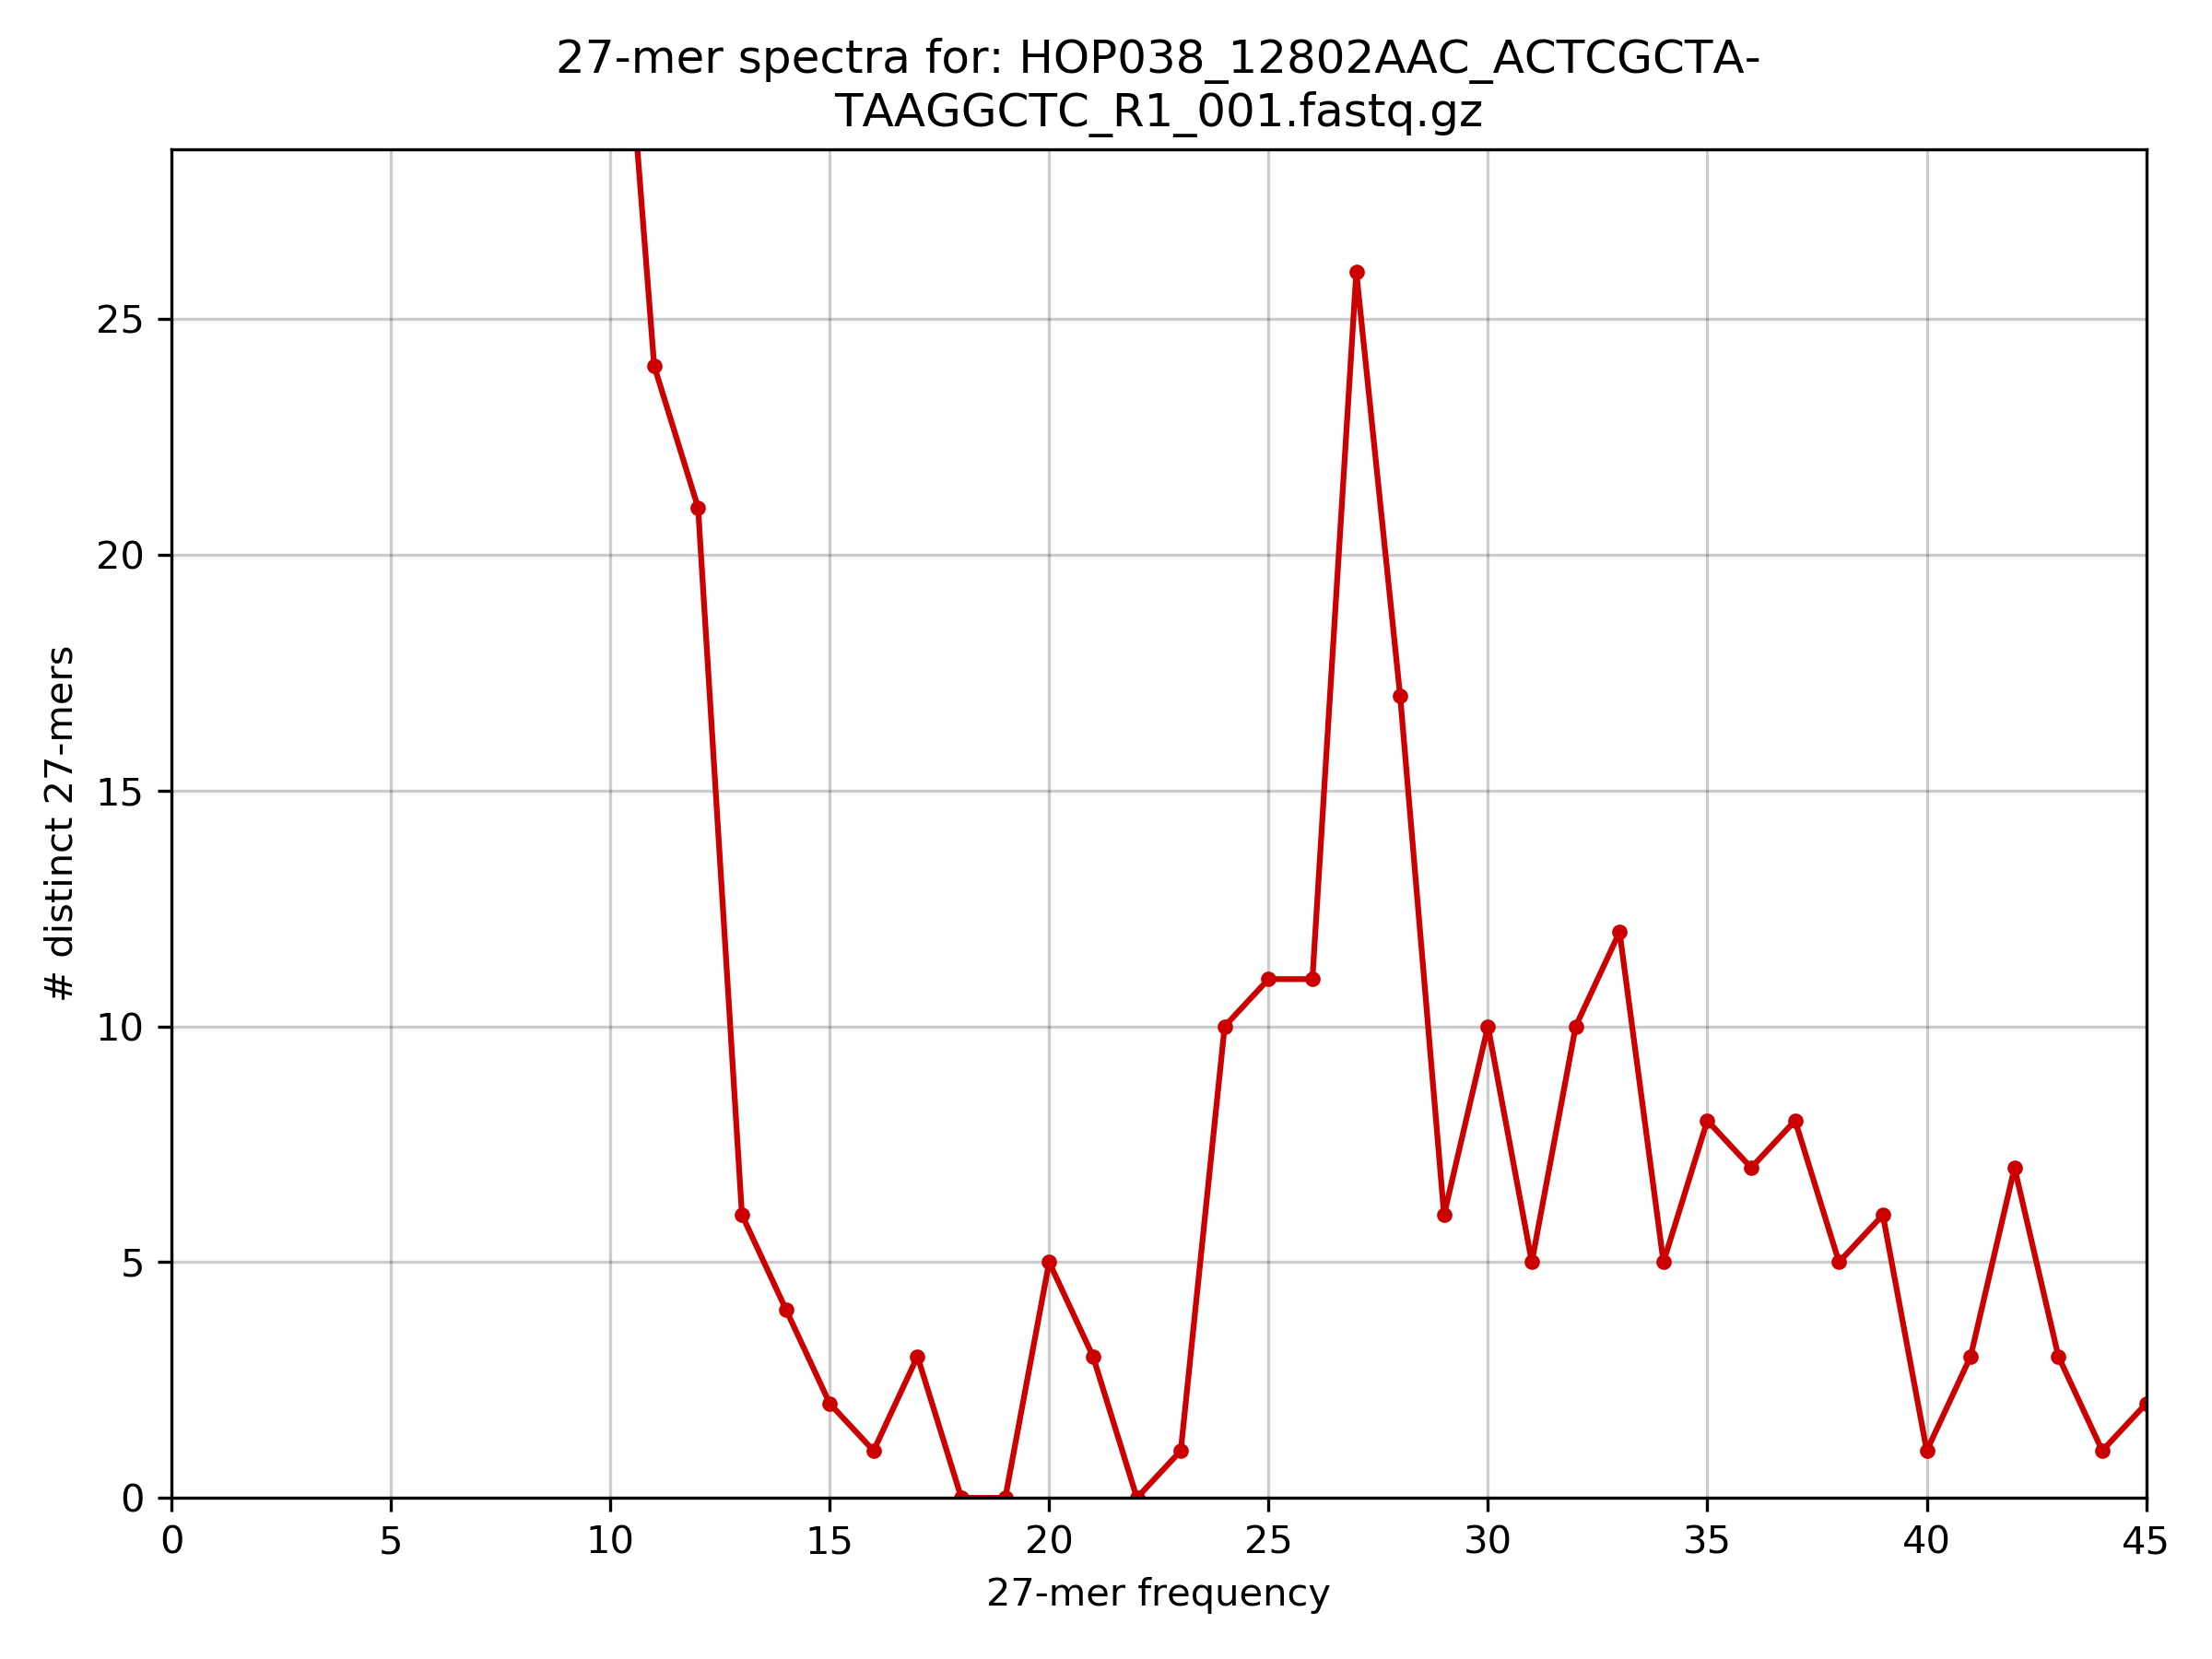 27-mer spectra for: HOP038_12802AAC_ACTCGCTA-
TAAGGCTC_R1_001.fastq.gz
25
20
15
10
5
0
# distinct 27-mers
0 5 10 15 20 25 30 35 40 45
27-mer frequency